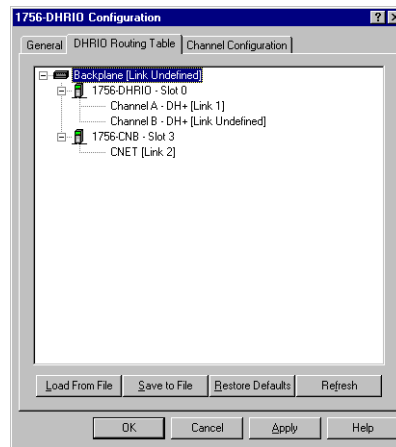 1756-DHRIO Configuration
General
DHRIO Routing Table
Channel Configuration
Backplane [Link Undefined]
1756-DHRIO - Slot 0
Channel A - DH+ [Link 1]
Channel B - DH+ [Link Undefined]
1756-CNB - Slot 3
CNET [Link 2]
Load From File
Save to File
Restore Defaults
Refresh
OK
Cancel
Apply
Help